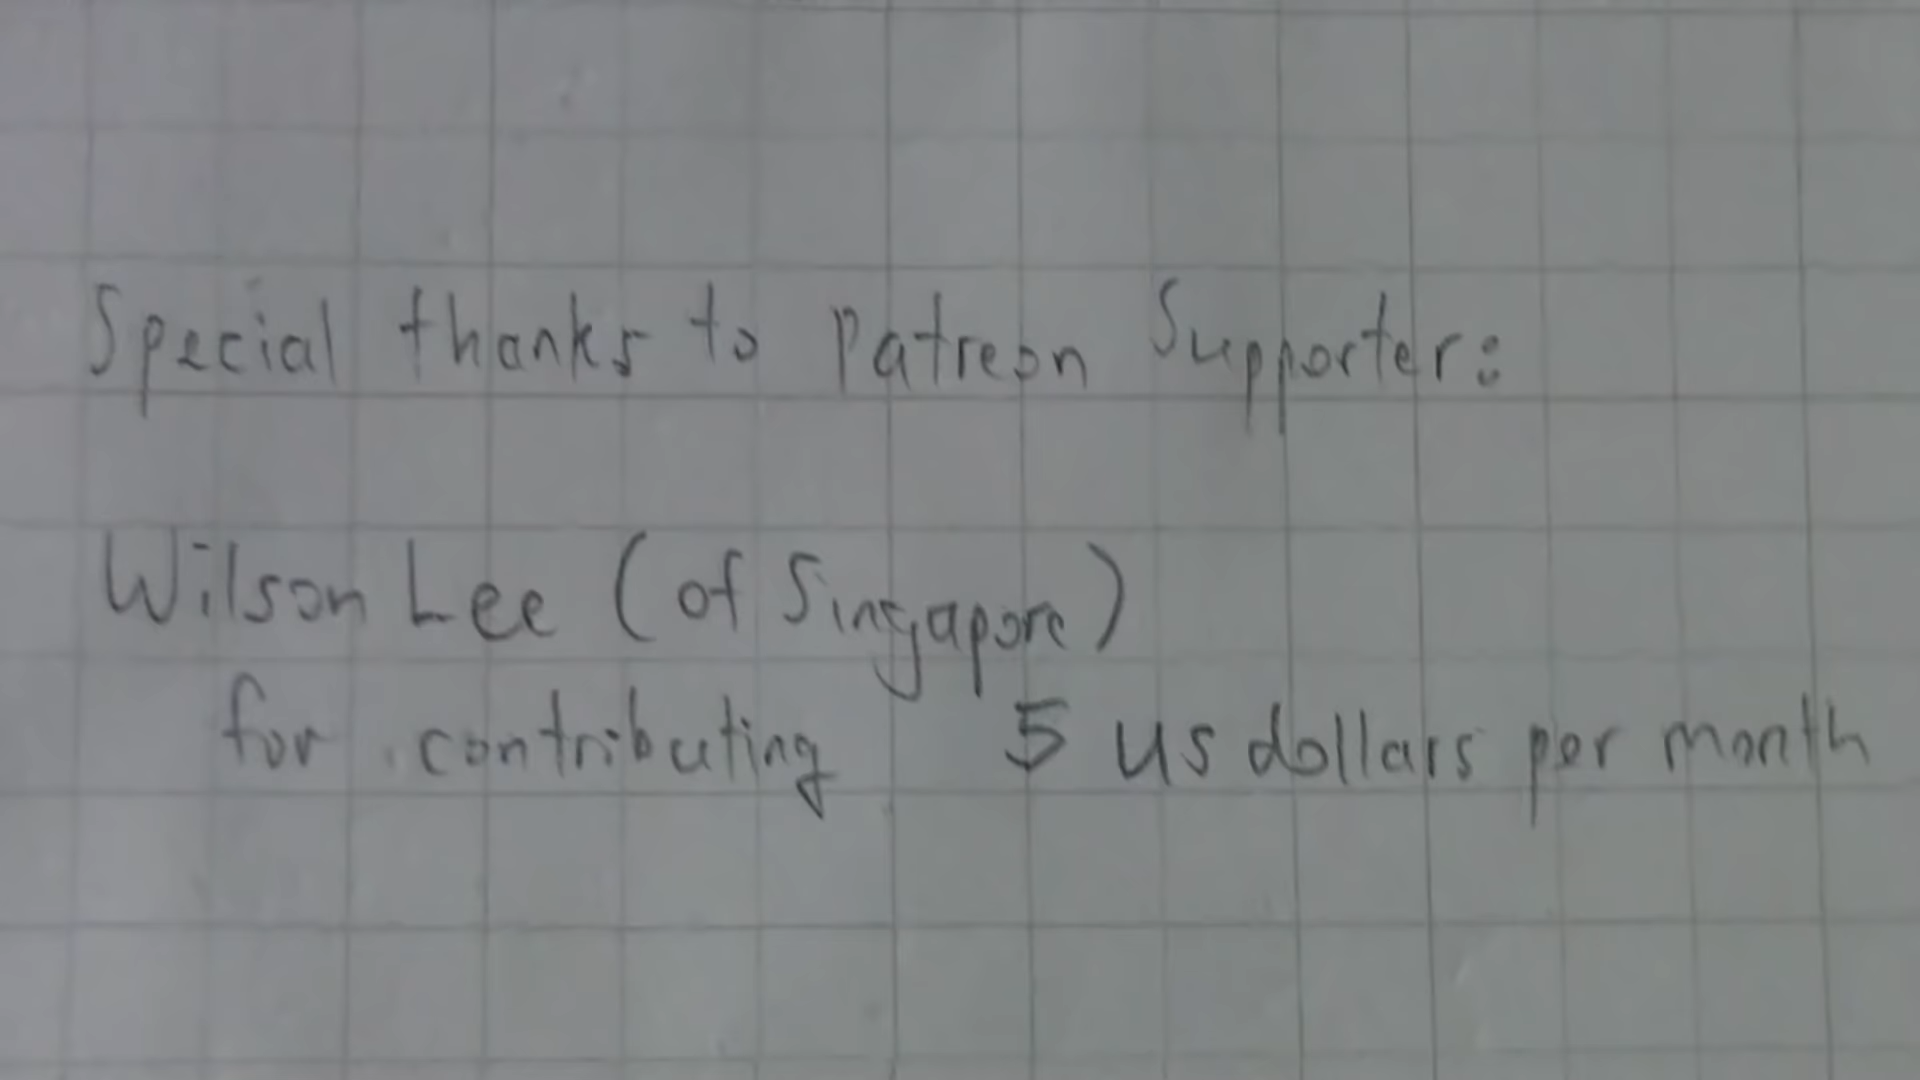 Special thanks to Patreon Supporter:
Wilson Lee (of Singapore)
for contributing 5 us dollars per month